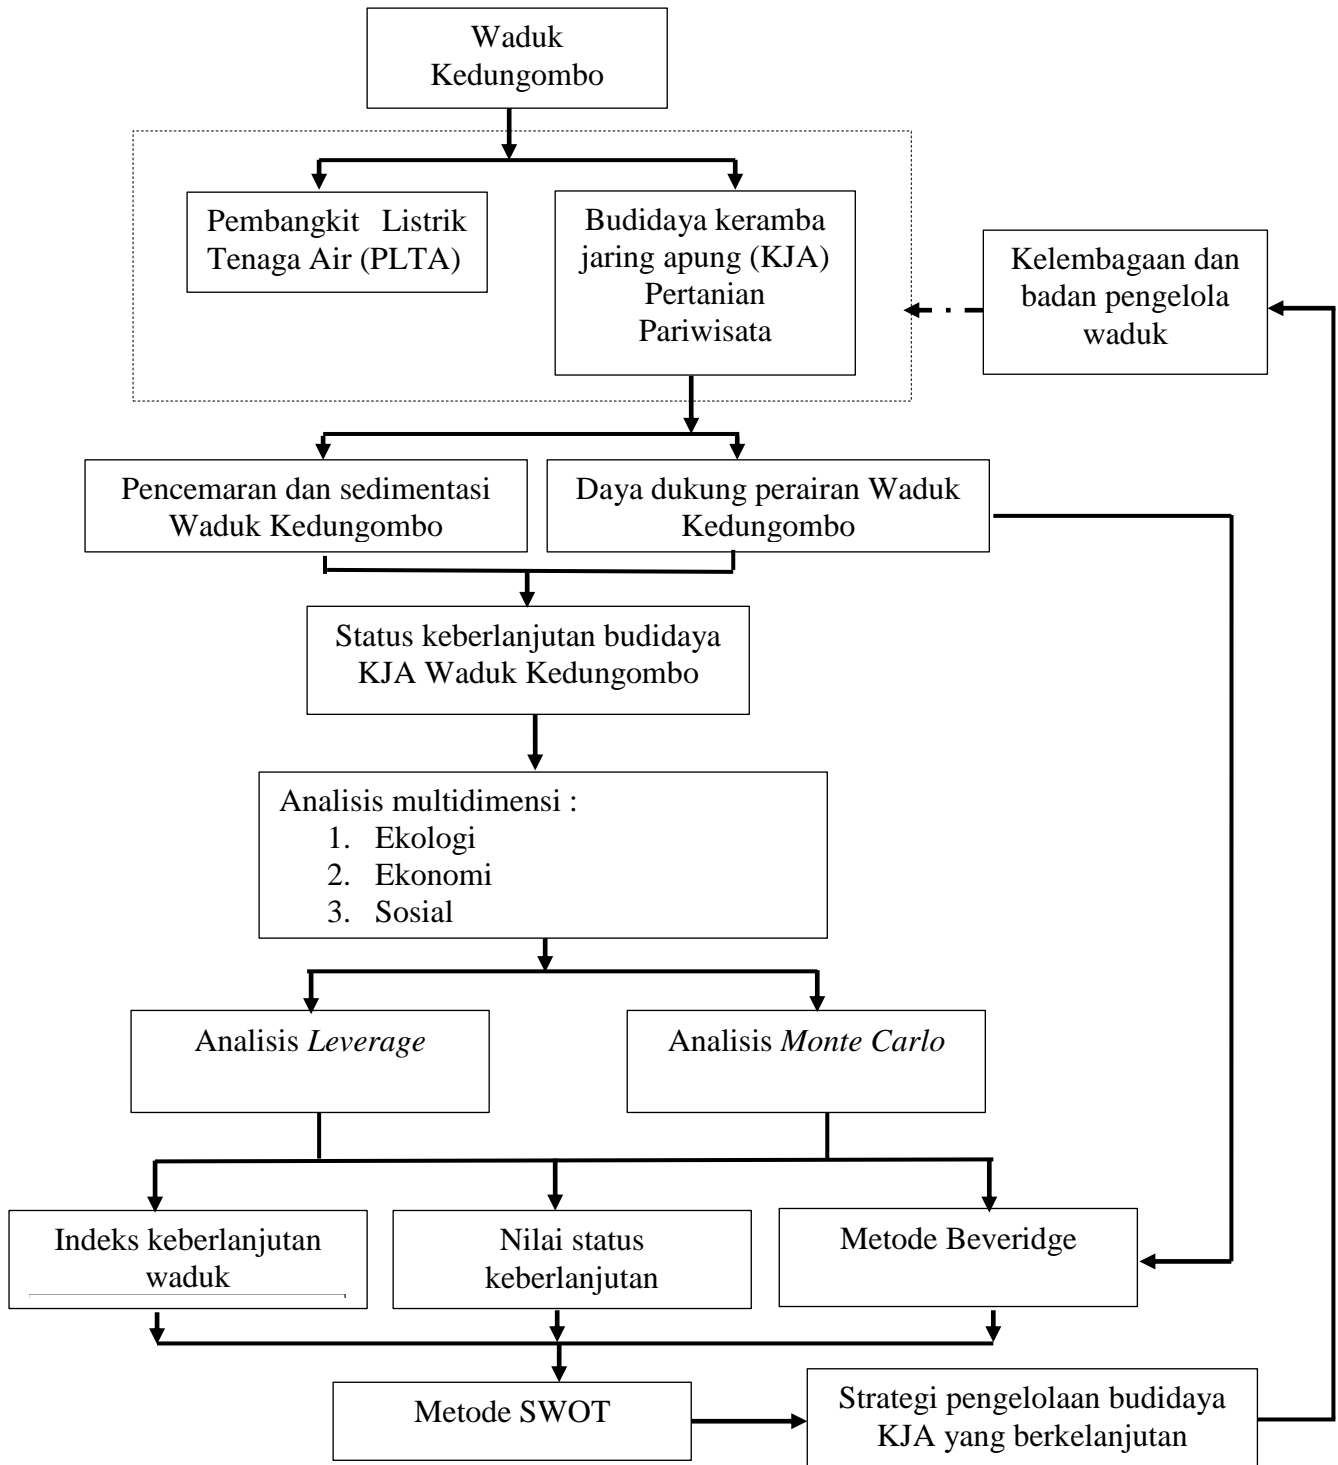 Waduk
Kedungombo
Pembangkit Listrik
Tenaga Air (PLTA)
Budidaya keramba
jaring apung (KJA)
Pertanian
Pariwisata
Kelembagaan dan
badan pengelola
waduk
Pencemaran dan sedimentasi
Waduk Kedungombo
Daya dukung perairan Waduk
Kedungombo
Status keberlanjutan budidaya
KJA Waduk Kedungombo
Analisis multidimensi :
1. Ekologi
2. Ekonomi
3. Sosial
Analisis Leverage
Analisis Monte Carlo
Indeks keberlanjutan
waduk
Nilai status
keberlanjutan
Metode Beveridge
Metode SWOT
Strategi pengelolaan budidaya
KJA yang berkelanjutan